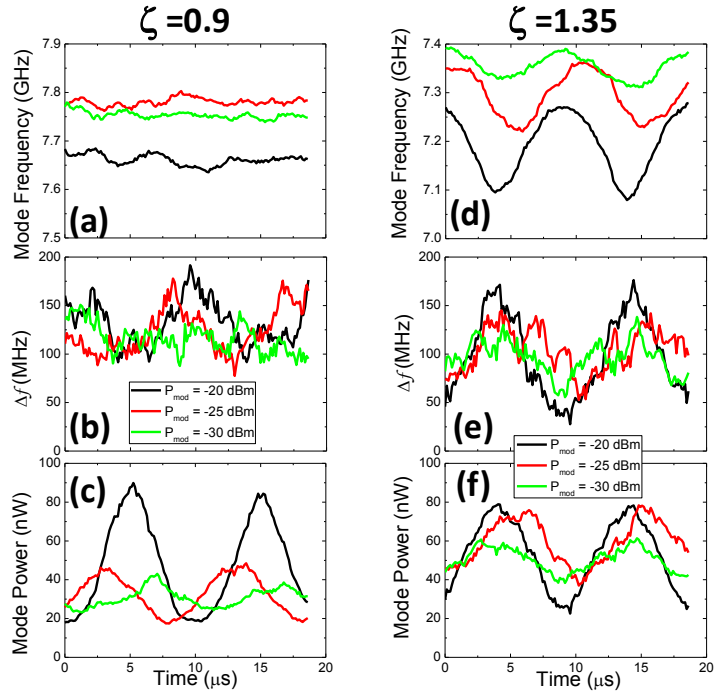 ζ =0.9
ζ =1.35
Mode Frequency (GHz)
7.9
7.8
7.7
7.6
7.5
(a)
Mode Frequency (GHz)
7.4
7.3
7.2
7.1
7.0
(d)
Δf (MHz)
200
150
100
50
0
(b)
P_mod = -20 dBm
P_mod = -25 dBm
P_mod = -30 dBm
Δf (MHz)
200
150
100
50
0
(e)
P_mod = -20 dBm
P_mod = -25 dBm
P_mod = -30 dBm
Mode Power (nW)
100
80
60
40
20
0
(c)
0 5 10 15 20
Time (μs)
Mode Power (nW)
100
80
60
40
20
0
(f)
0 5 10 15 20
Time (μs)